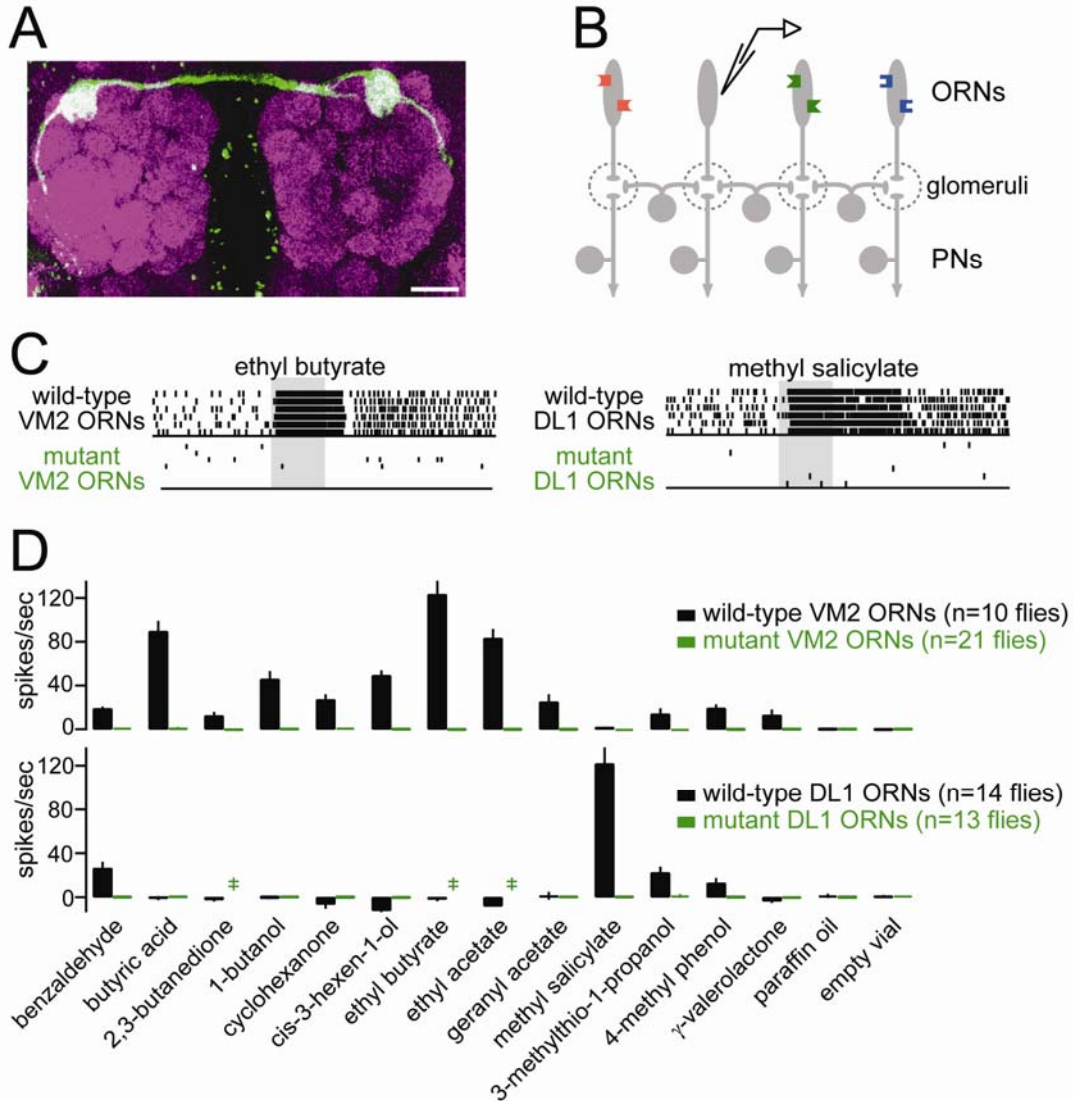 A
B
ORNs
glomeruli
PNs
C
ethyl butyrate
wild-type
VM2 ORNs
mutant
VM2 ORNs
methyl salicylate
wild-type
DL1 ORNs
mutant
DL1 ORNs
D
spikes/sec
120
80
40
0
wild-type VM2 ORNs (n=10 flies)
mutant VM2 ORNs (n=21 flies)
spikes/sec
120
80
40
0
wild-type DL1 ORNs (n=14 flies)
mutant DL1 ORNs (n=13 flies)
‡
‡
‡
benzaldehyde
butyric acid
2,3-butanedione
1-butanol
cyclohexanone
cis-3-hexen-1-ol
ethyl butyrate
ethyl acetate
geranyl acetate
methyl salicylate
3-methylthio-1-propanol
4-methyl phenol
γ-valerolactone
paraffin oil
empty vial